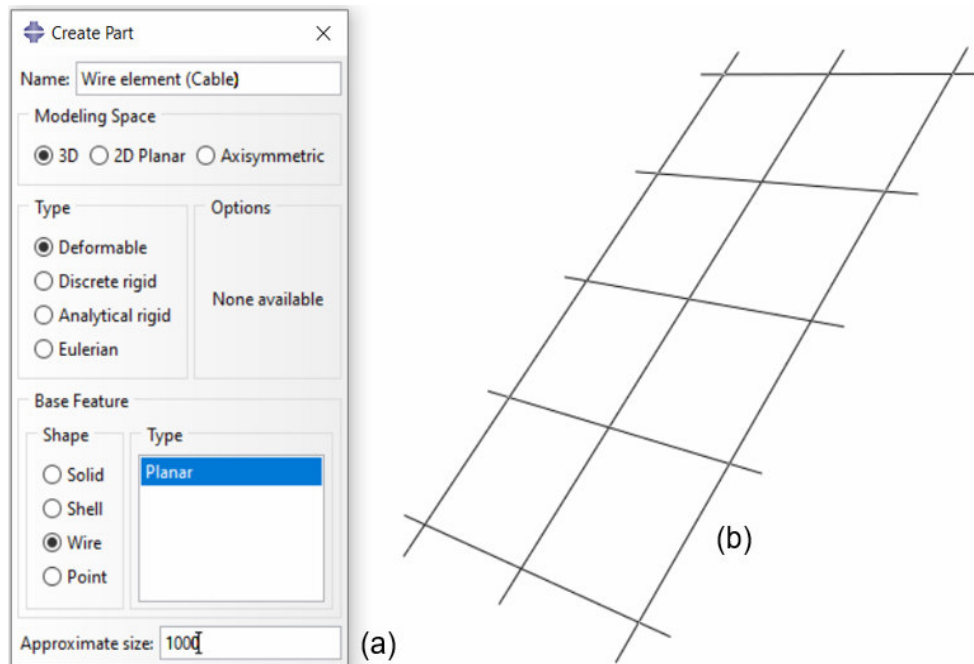 Create Part
Name: Wire element (Cable)
Modeling Space
3D 2D Planar Axisymmetric
Type
Deformable
Discrete rigid
Analytical rigid
Eulerian
Options
None available
Base Feature
Shape
Solid
Shell
Wire
Point
Type
Planar
Approximate size: 1000
(a)
(b)